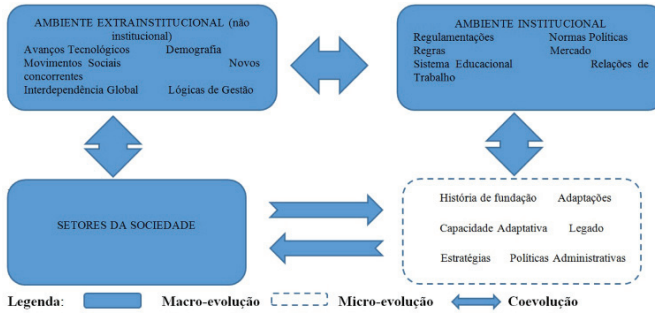 AMBIENTE EXTRAINSTITUCIONAL (não
institucional)
Avanços Tecnológicos Demografia
Movimentos Sociais Novos
concorrentes
Interdependência Global Lógicas de Gestão
AMBIENTE INSTITUCIONAL
Regulamentações Normas Políticas
Regras Mercado
Sistema Educacional Relações de
Trabalho
SETORES DA SOCIEDADE
História de fundação Adaptações
Capacidade Adaptativa Legado
Estratégias Políticas Administrativas
Legenda: Macro-evolução Micro-evolução Coevolução